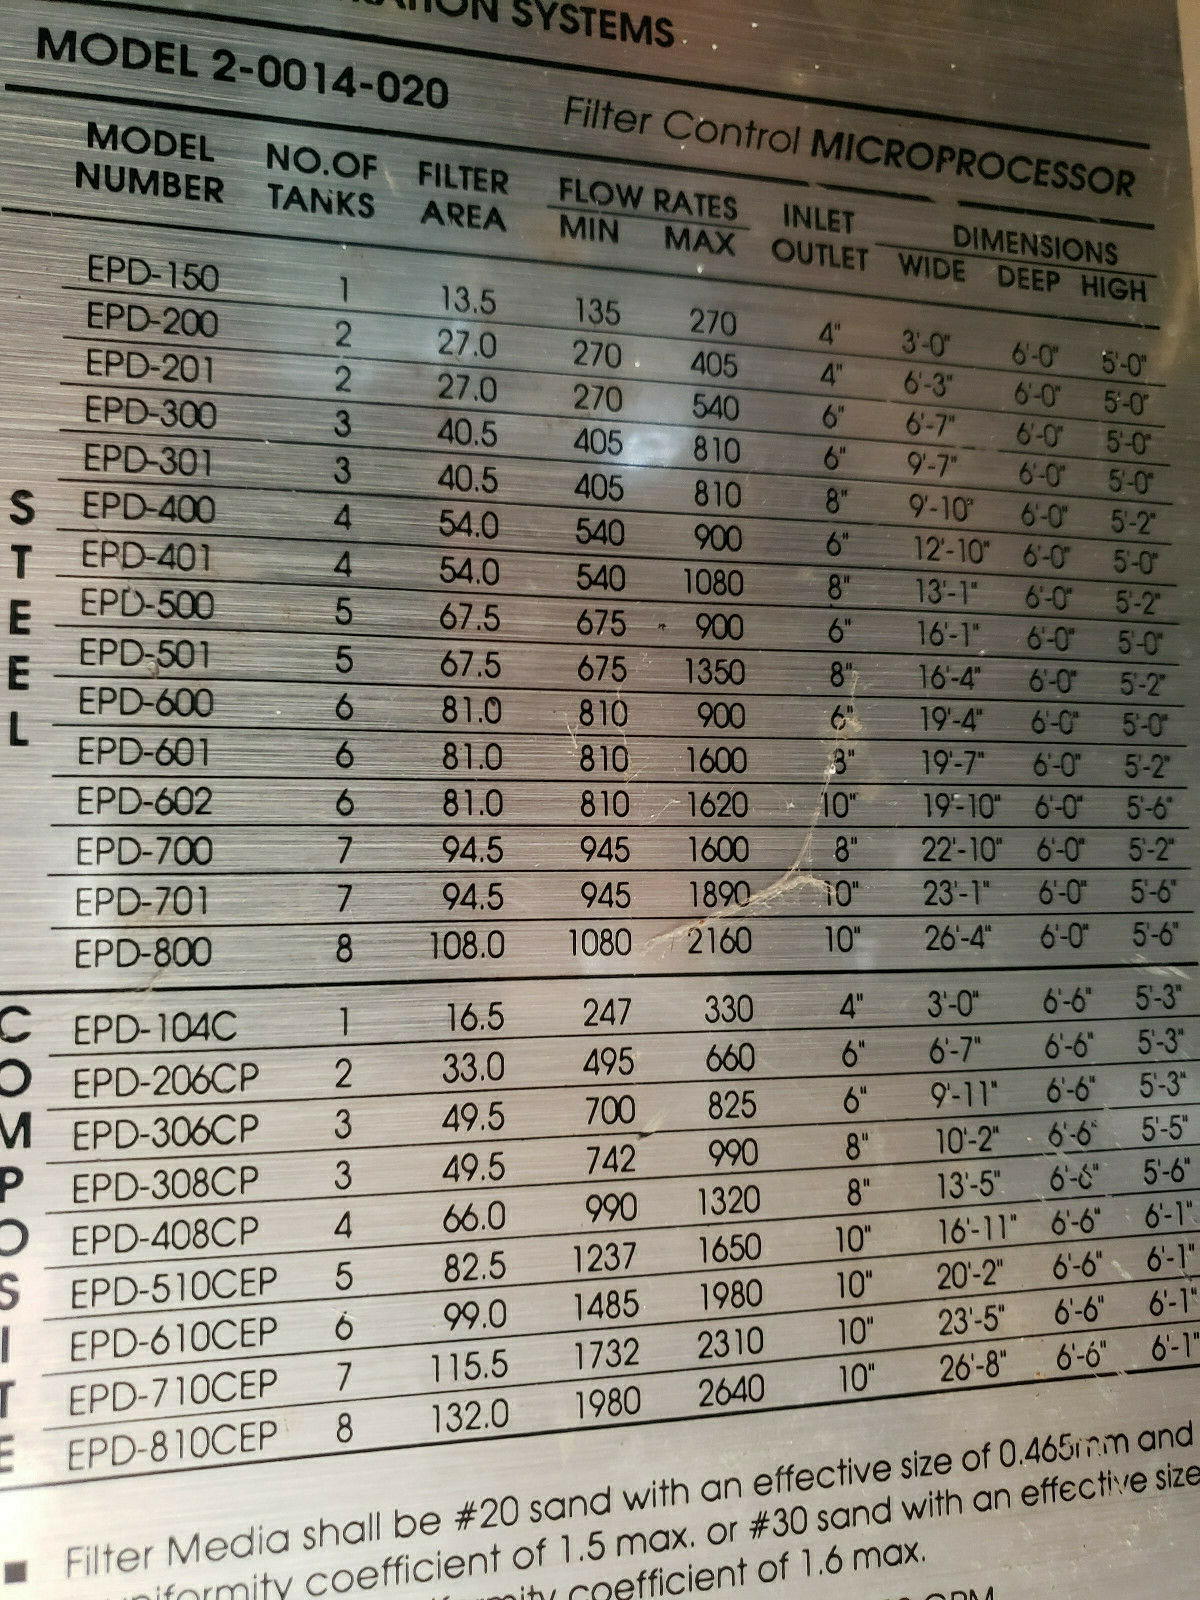 SYSTEMS
MODEL 2-0014-020
Filter Control MICROPROCESSOR
MODEL NUMBER NO.OF TANKS FILTER AREA FLOW RATES MIN MAX INLET OUTLET DIMENSIONS WIDE DEEP HIGH
STEEL
EPD-150 1 13.5 135 270 4" 3'-0" 6'-0" 5'-0"
EPD-200 2 27.0 270 405 4" 6'-3" 6'-0" 5'-0"
EPD-201 2 27.0 270 540 6" 6'-7" 6'-0" 5'-0"
EPD-300 3 40.5 405 810 6" 9'-7" 6'-0" 5'-0"
EPD-301 3 40.5 405 810 8" 9'-10" 6'-0" 5'-2"
EPD-400 4 54.0 540 900 6" 12'-10" 6'-0" 5'-0"
EPD-401 4 54.0 540 1080 8" 13'-1" 6'-0" 5'-2"
EPD-500 5 67.5 675 900 6" 16'-1" 6'-0" 5'-0"
EPD-501 5 67.5 675 1350 8" 16'-4" 6'-0" 5'-2"
EPD-600 6 81.0 810 900 6" 19'-4" 6'-0" 5'-0"
EPD-601 6 81.0 810 1600 8" 19'-7" 6'-0" 5'-2"
EPD-602 6 81.0 810 1620 10" 19'-10" 6'-0" 5'-6"
EPD-700 7 94.5 945 1600 8" 22'-10" 6'-0" 5'-2"
EPD-701 7 94.5 945 1890 10" 23'-1" 6'-0" 5'-6"
EPD-800 8 108.0 1080 2160 10" 26'-4" 6'-0" 5'-6"
COMPOSITE
EPD-104C 1 16.5 247 330 4" 3'-0" 6'-6" 5'-3"
EPD-206CP 2 33.0 495 660 6" 6'-7" 6'-6" 5'-3"
EPD-306CP 3 49.5 700 825 6" 9'-11" 6'-6" 5'-3"
EPD-308CP 3 49.5 742 990 8" 10'-2" 6'-6" 5'-5"
EPD-408CP 4 66.0 990 1320 8" 13'-5" 6'-6" 5'-6"
EPD-510CEP 5 82.5 1237 1650 10" 16'-11" 6'-6" 6'-1"
EPD-610CEP 6 99.0 1485 1980 10" 20'-2" 6'-6" 6'-1"
EPD-710CEP 7 115.5 1732 2310 10" 23'-5" 6'-6" 6'-1"
EPD-810CEP 8 132.0 1980 2640 10" 26'-8" 6'-6" 6'-1"
■ Filter Media shall be #20 sand with an effective size of 0.465mm and
coefficient of 1.5 max. or #30 sand with an effective size
coefficient of 1.6 max.